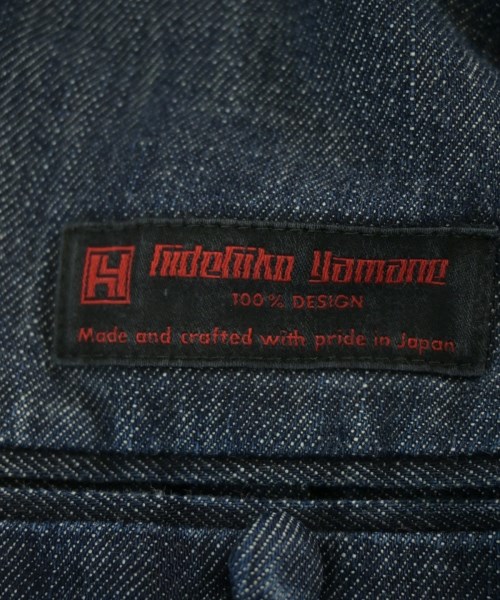 Hidehiko Yamane
100% DESIGN
Made and crafted with pride in Japan